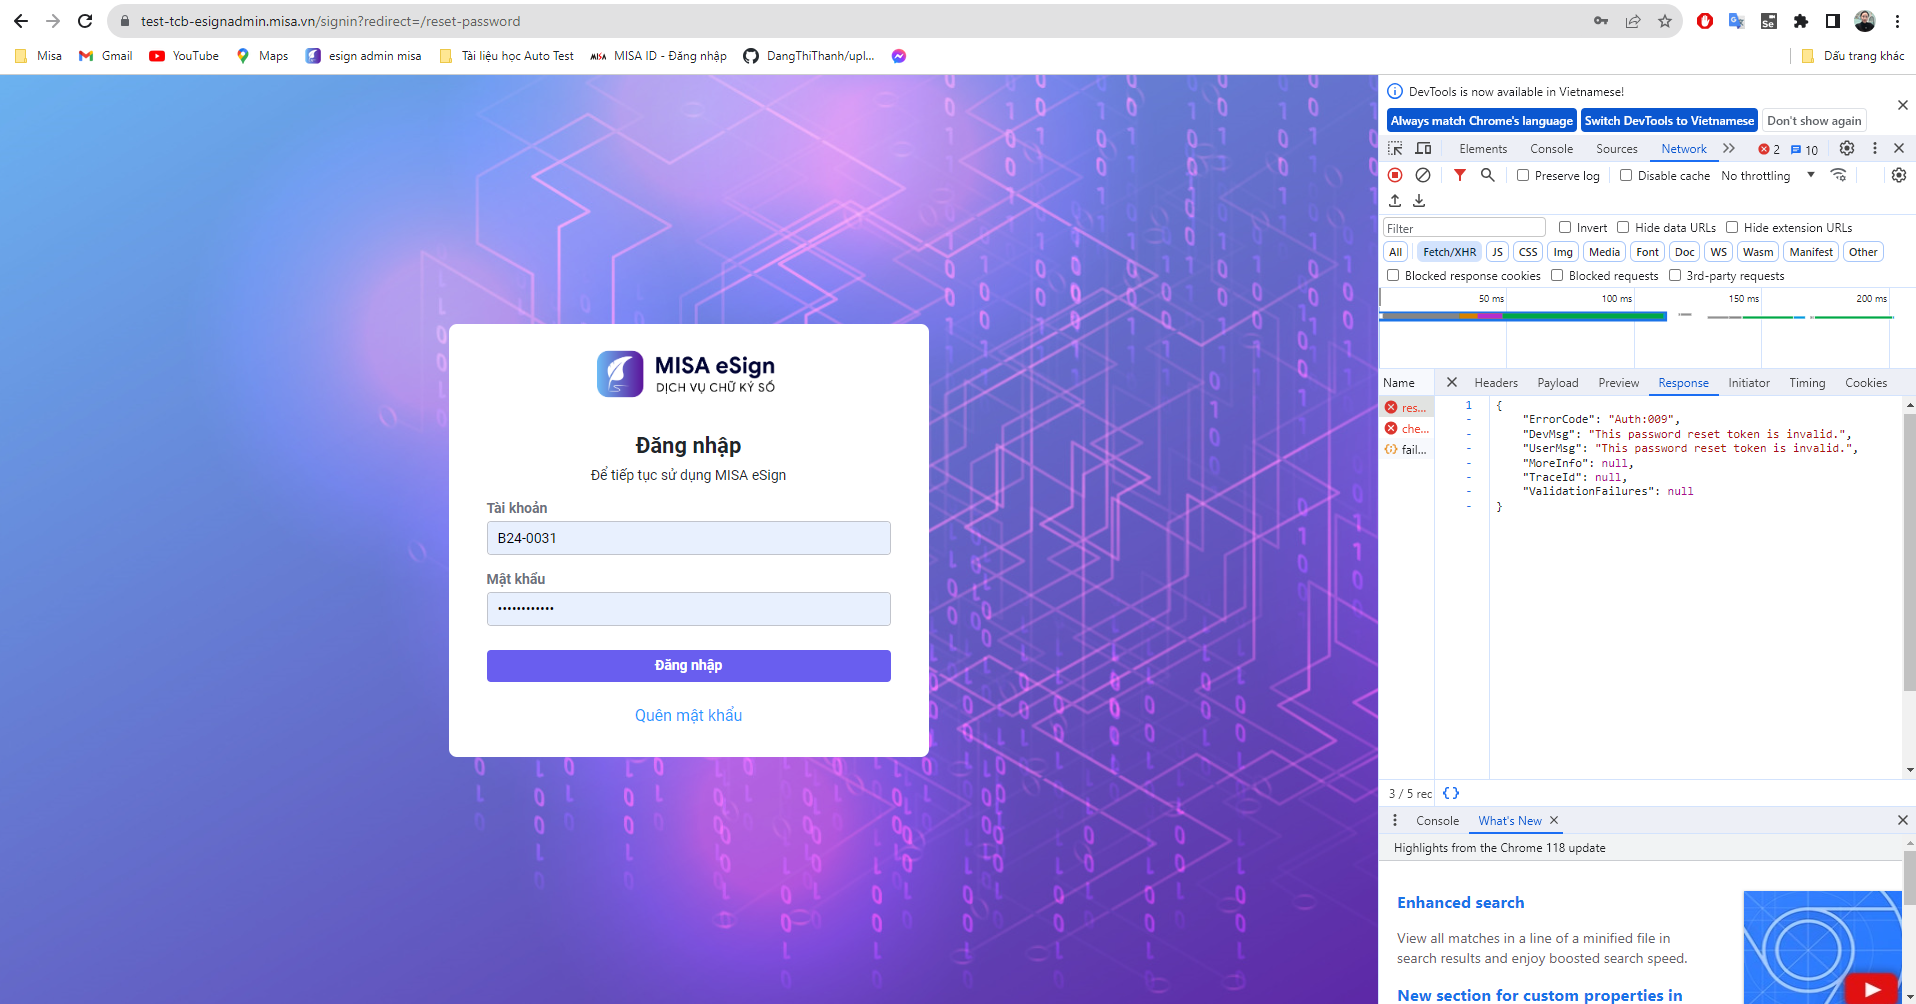 test-tcb-esignadmin.misa.vn/signin?redirect=/reset-password
Misa Gmail YouTube Maps esign admin misa Tài liệu học Auto Test MISA MISA ID - Đăng nhập DangThiThanh/upl... Dấu trang khác
MISA eSign
DỊCH VỤ CHỮ KÝ SỐ
Đăng nhập
Để tiếp tục sử dụng MISA eSign
Tài khoản
B24-0031
Mật khẩu
••••••••••••
Đăng nhập
Quên mật khẩu
DevTools is now available in Vietnamese!
Always match Chrome's language Switch DevTools to Vietnamese Don't show again
Elements Console Sources Network 2 10
Preserve log Disable cache No throttling
Filter Invert Hide data URLs Hide extension URLs
All Fetch/XHR JS CSS Img Media Font Doc WS Wasm Manifest Other
Blocked response cookies Blocked requests 3rd-party requests
50 ms 100 ms 150 ms 200 ms
Name Headers Payload Preview Response Initiator Timing Cookies
res...
che...
fail...
1 {
- "ErrorCode": "Auth:009",
- "DevMsg": "This password reset token is invalid.",
- "UserMsg": "This password reset token is invalid.",
- "MoreInfo": null,
- "TraceId": null,
- "ValidationFailures": null
- }
3 / 5 rec {}
Console What's New
Highlights from the Chrome 118 update
Enhanced search
View all matches in a line of a minified file in
search results and enjoy boosted search speed.
New section for custom properties in